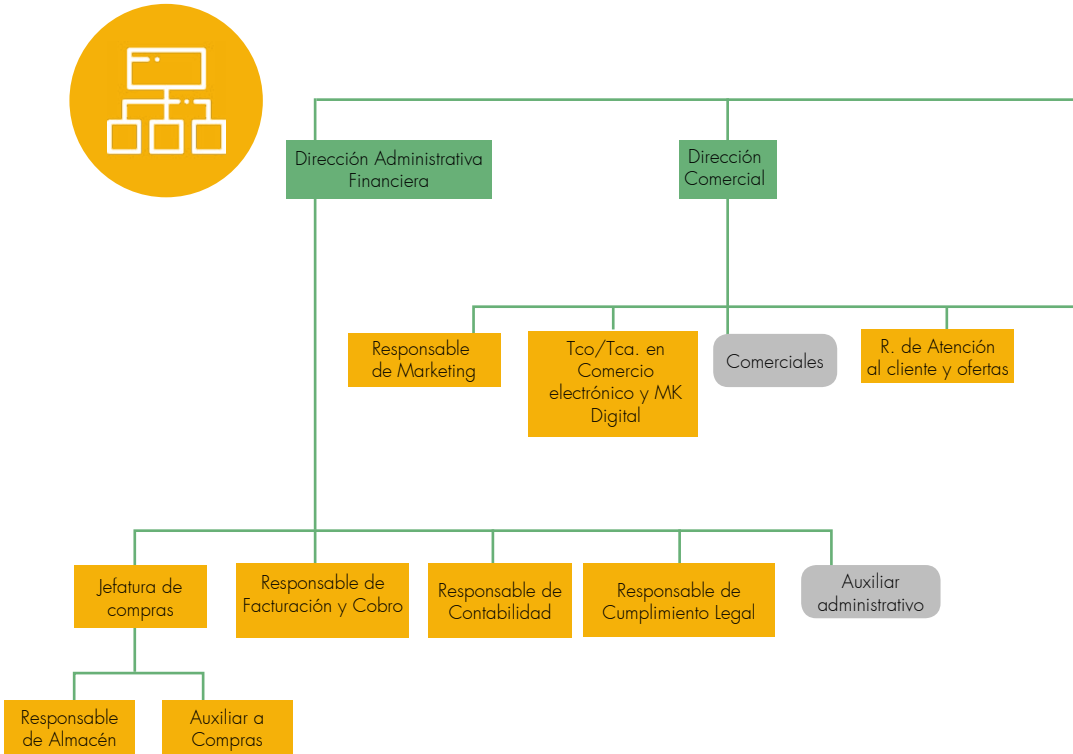 Dirección Administrativa
Financiera
Dirección
Comercial
Responsable
de Marketing
Tco/Tca. en
Comercio
electrónico y MK
Digital
Comerciales
R. de Atención
al cliente y ofertas
Jefatura de
compras
Responsable de
Facturación y Cobro
Responsable de
Contabilidad
Responsable de
Cumplimiento Legal
Auxiliar
administrativo
Responsable
de Almacén
Auxiliar a
Compras